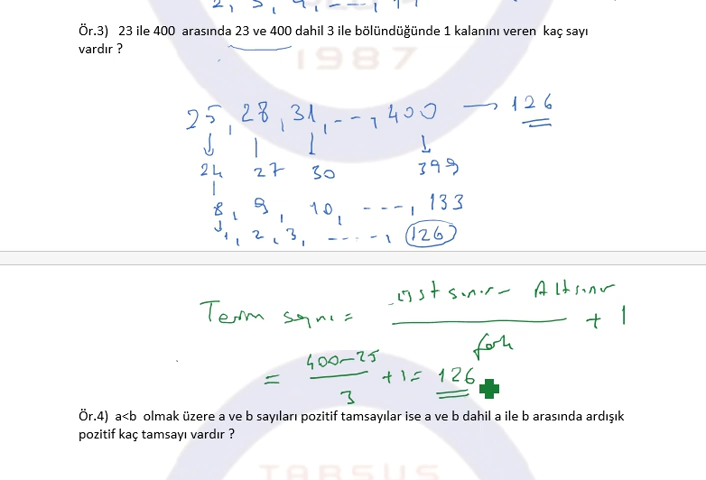 Ör.3) 23 ile 400 arasında 23 ve 400 dahil 3 ile bölündüğünde 1 kalanını veren kaç sayı
vardır ?
1987
25, 28, 31, ---, 400 → 126
24 27 30 399
8, 9, 10, ---, 133
1, 2, 3, -----, 126
Term sayısı = üst sınır - Alt sınır / fark + 1
= 400-25 / 3 + 1 = 126
Ör.4) a<b olmak üzere a ve b sayıları pozitif tamsayılar ise a ve b dahil a ile b arasında ardışık
pozitif kaç tamsayı vardır ?
TARSUS